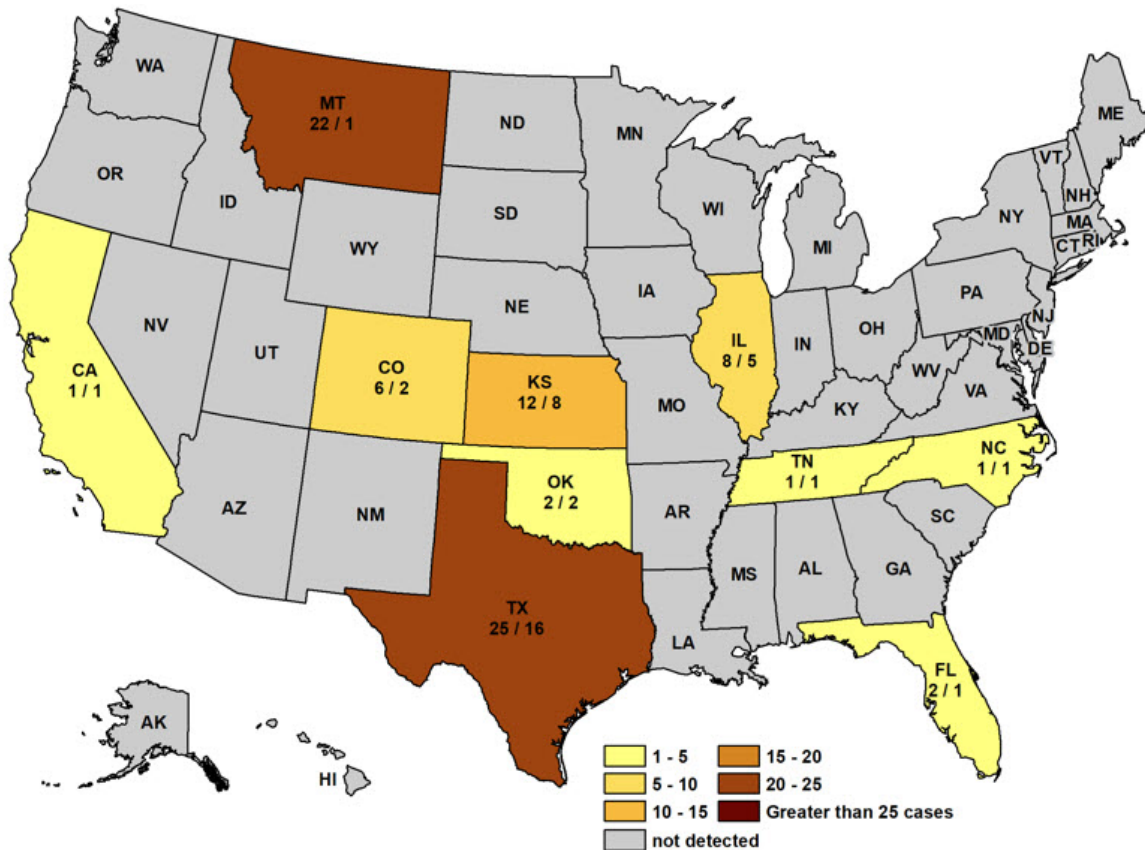 WA
MT
22 / 1
ND
MN
ME
OR
ID
SD
WI
VT
NH
NY
MA
CT
RI
WY
MI
IA
NE
PA
NJ
NV
UT
CO
6 / 2
KS
12 / 8
IL
8 / 5
IN
OH
MD
DE
WV
VA
CA
1 / 1
MO
KY
AZ
NM
OK
2 / 2
AR
TN
1 / 1
NC
1 / 1
SC
MS
AL
GA
TX
25 / 16
LA
FL
2 / 1
AK
HI
1 - 5
15 - 20
5 - 10
20 - 25
10 - 15
Greater than 25 cases
not detected